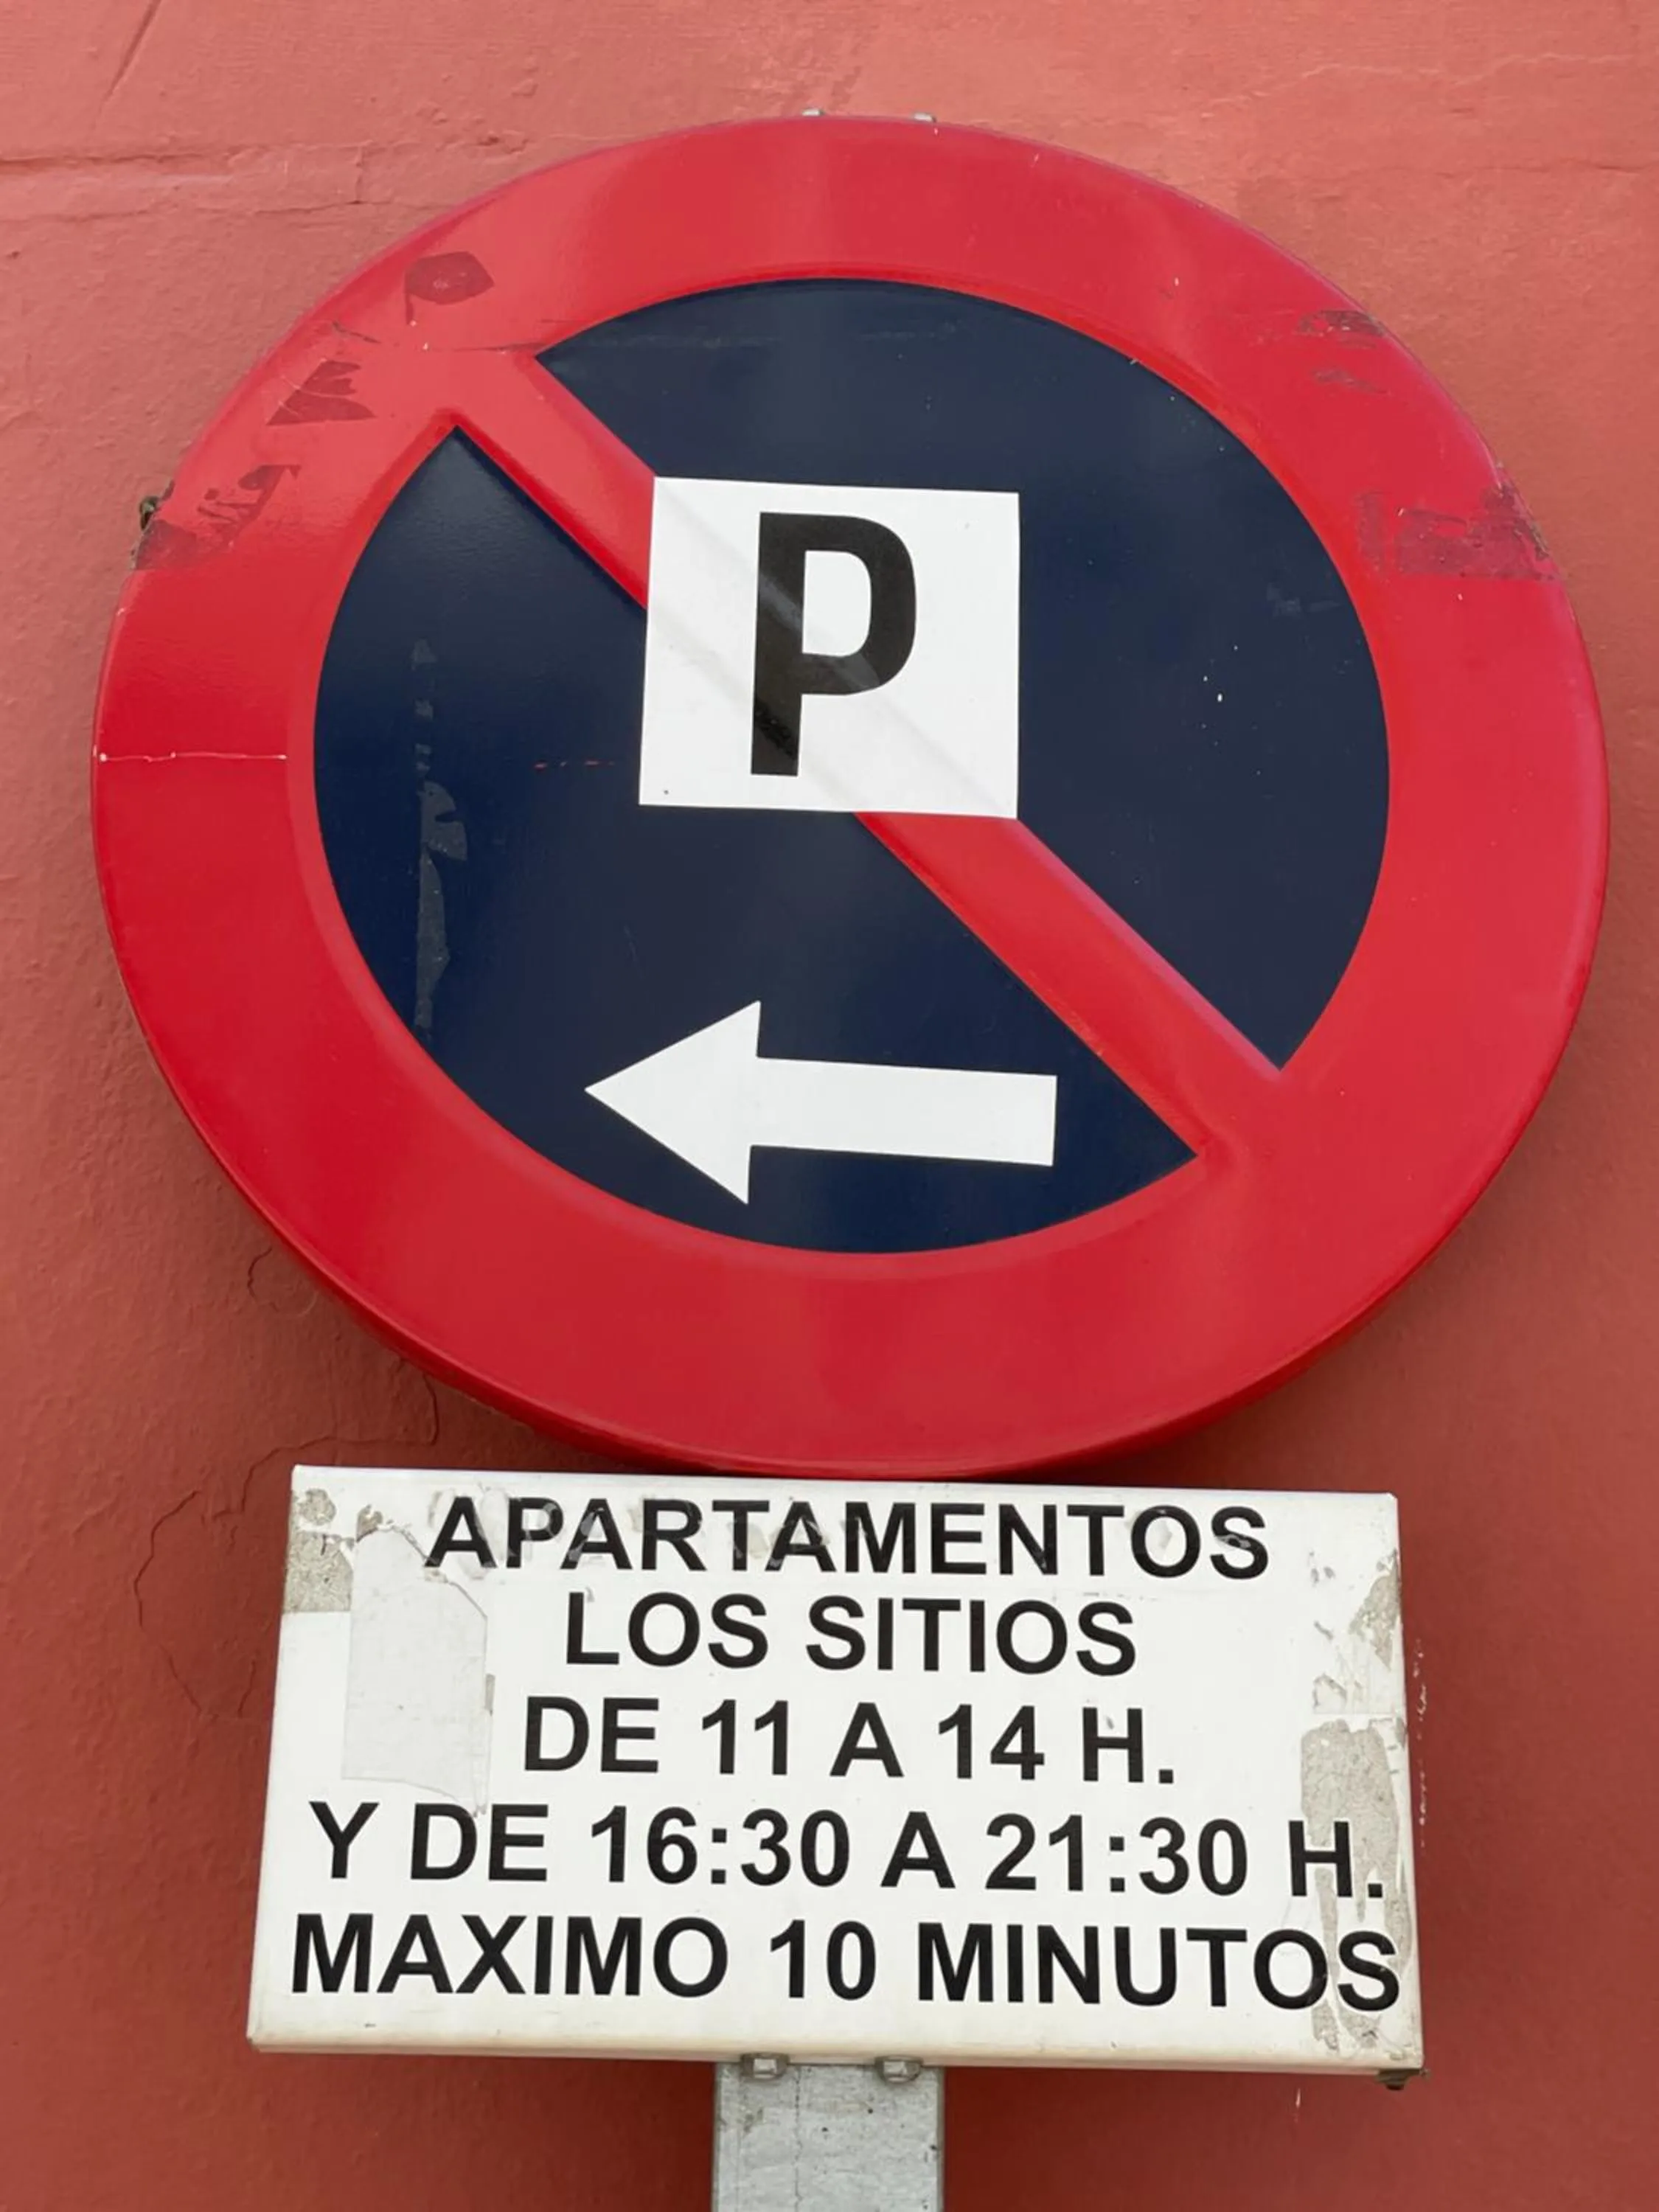 P
APARTAMENTOS
LOS SITIOS
DE 11 A 14 H.
Y DE 16:30 A 21:30 H.
MAXIMO 10 MINUTOS